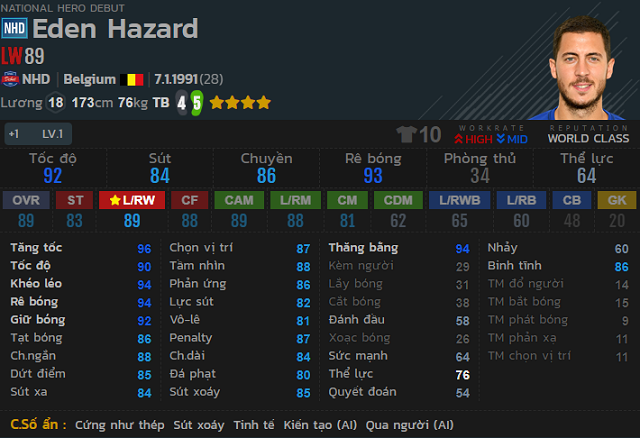 NATIONAL HERO DEBUT
NHD Eden Hazard
LW 89
NHD Belgium 7.1.1991(28)
Lương 18 173cm 76kg TB 4 5
+1 LV.1 10 WORKRATE HIGH MID REPUTATION WORLD CLASS
Tốc độ Sút Chuyền Rê bóng Phòng thủ Thể lực
92 84 86 93 34 64
OVR ST L/RW CF CAM L/RM CM CDM L/RWB L/RB CB GK
89 83 89 88 89 88 81 62 65 60 48 20
Tăng tốc 96 Chọn vị trí 87 Thăng bằng 94 Nhảy 60
Tốc độ 90 Tầm nhìn 88 Kèm người 29 Bình tĩnh 86
Khéo léo 94 Phản ứng 86 Lấy bóng 31 TM đổ người 14
Rê bóng 94 Lực sút 82 Cắt bóng 38 TM bắt bóng 15
Giữ bóng 92 Vô-lê 81 Đánh đầu 58 TM phát bóng 9
Tạt bóng 86 Penalty 87 Xoạc bóng 26 TM phản xạ 11
Ch.ngắn 88 Ch.dài 84 Sức mạnh 64 TM chọn vị trí 11
Dứt điểm 85 Đá phạt 80 Thể lực 76
Sút xa 84 Sút xoáy 85 Quyết đoán 54
C.Số ẩn : Cứng như thép Sút xoáy Tinh tế Kiến tạo (AI) Qua người (AI)